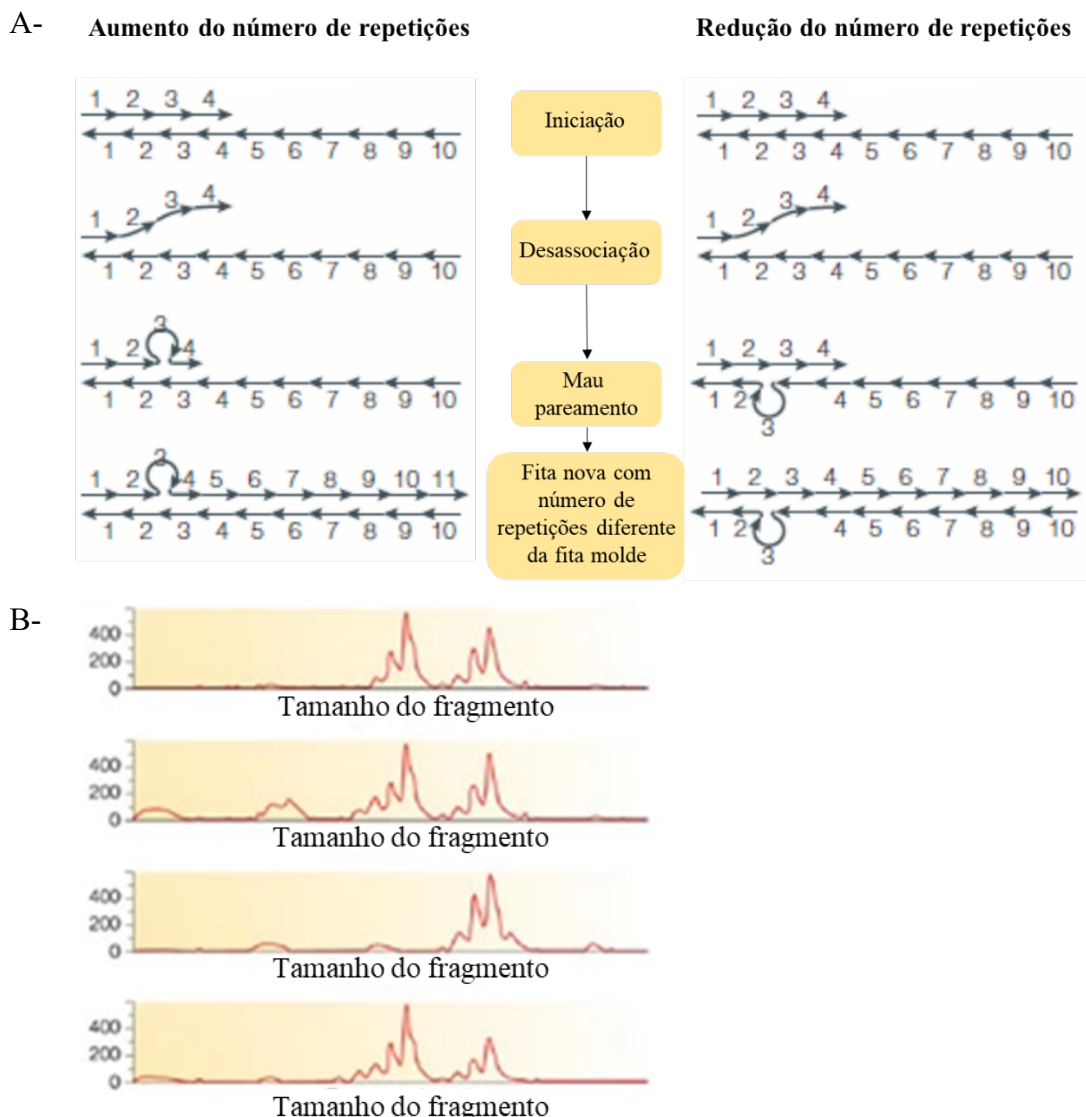 A-
Aumento do número de repetições
Redução do número de repetições
1 2 3 4
1 2 3 4 5 6 7 8 9 10
Iniciação
1 2 3 4
1 2 3 4 5 6 7 8 9 10
1 2 3 4
1 2 3 4 5 6 7 8 9 10
Desassociação
1 2 3 4
1 2 3 4 5 6 7 8 9 10
1 2 3 4
1 2 3 4 5 6 7 8 9 10
Mau
pareamento
1 2 3 4
1 2 3 4 5 6 7 8 9 10
1 2 3 4 5 6 7 8 9 10 11
1 2 3 4 5 6 7 8 9 10
Fita nova com
número de
repetições diferente
da fita molde
1 2 3 4 5 6 7 8 9 10
1 2 3 4 5 6 7 8 9 10
B-
400
200
0
Tamanho do fragmento
400
200
0
Tamanho do fragmento
400
200
0
Tamanho do fragmento
400
200
0
Tamanho do fragmento